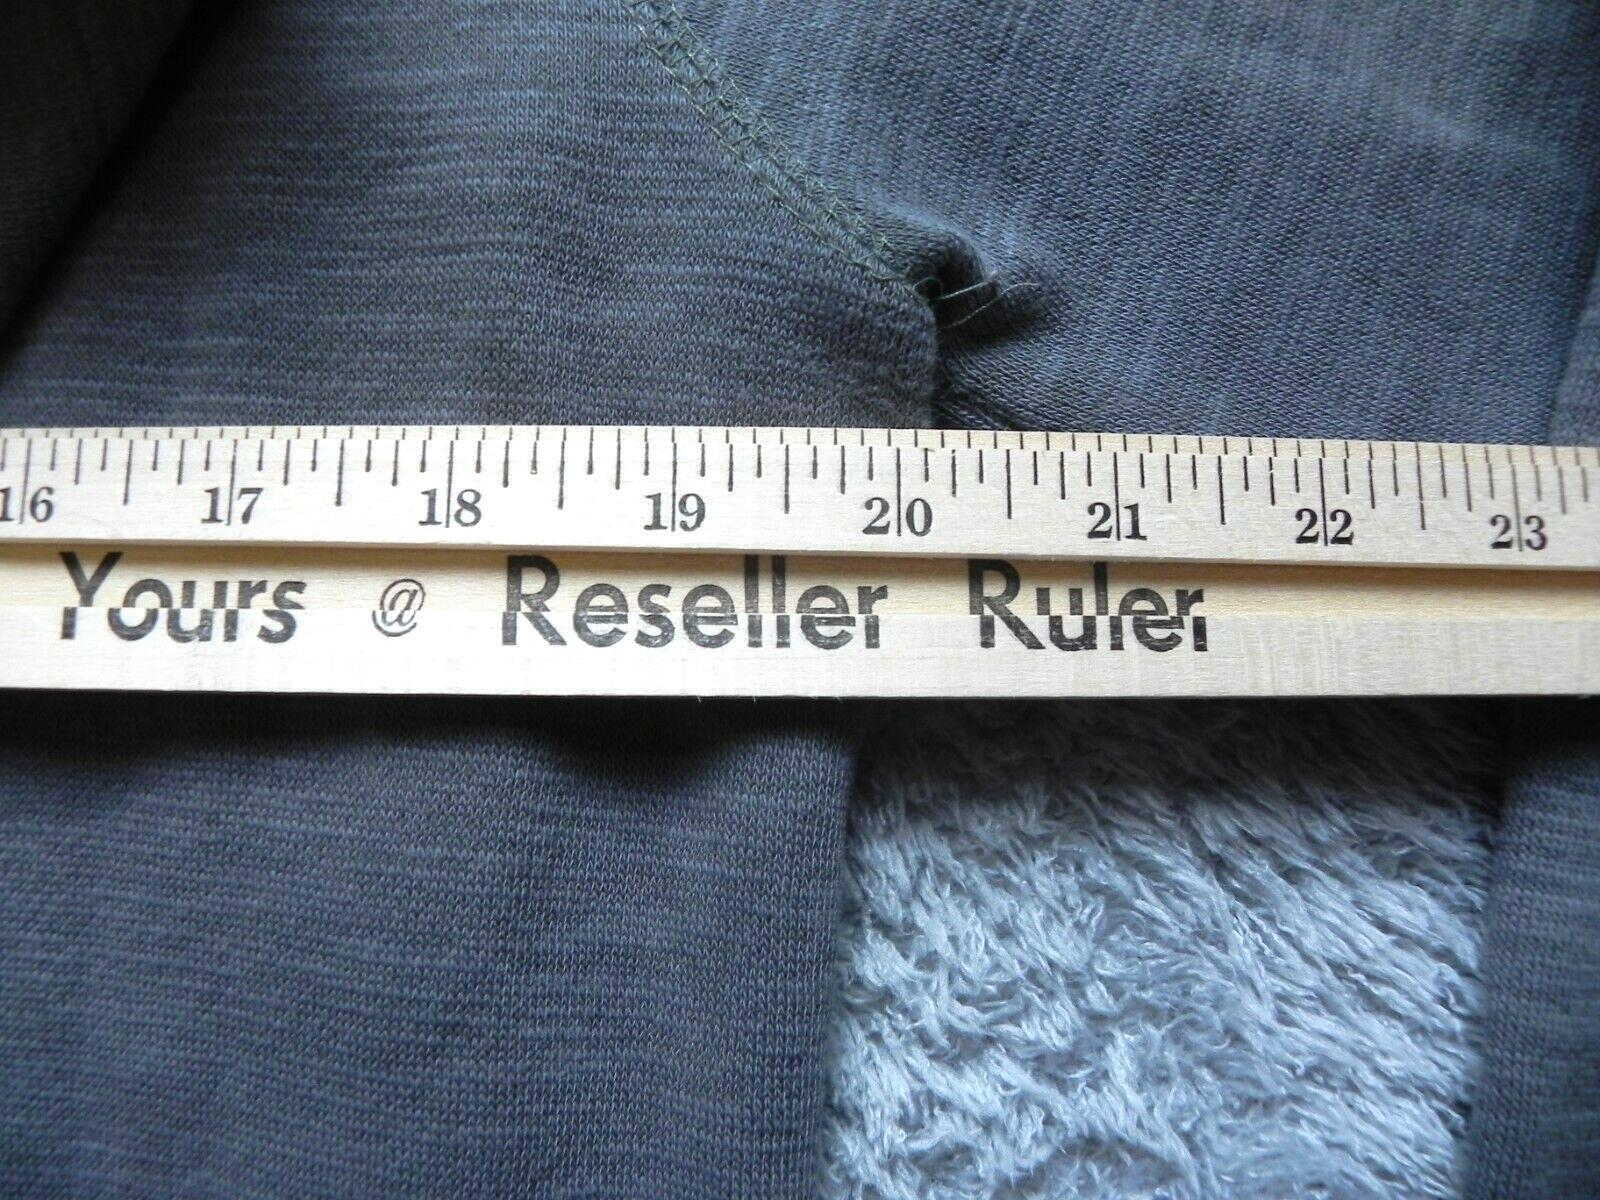 16 17 18 19 20 21 22 23
Yours @ Reseller Ruler